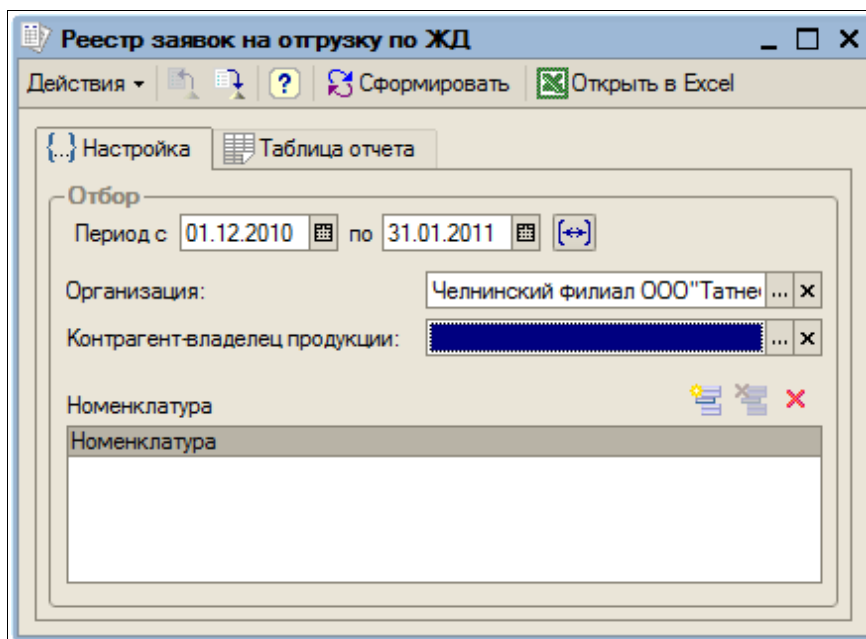 Реестр заявок на отгрузку по ЖД
Действия Сформировать Открыть в Excel
{...} Настройка Таблица отчета
Отбор
Период с 01.12.2010 по 31.01.2011
Организация: Челнинский филиал ООО"Татне ... x
Контрагент-владелец продукции: ... x
Номенклатура
Номенклатура